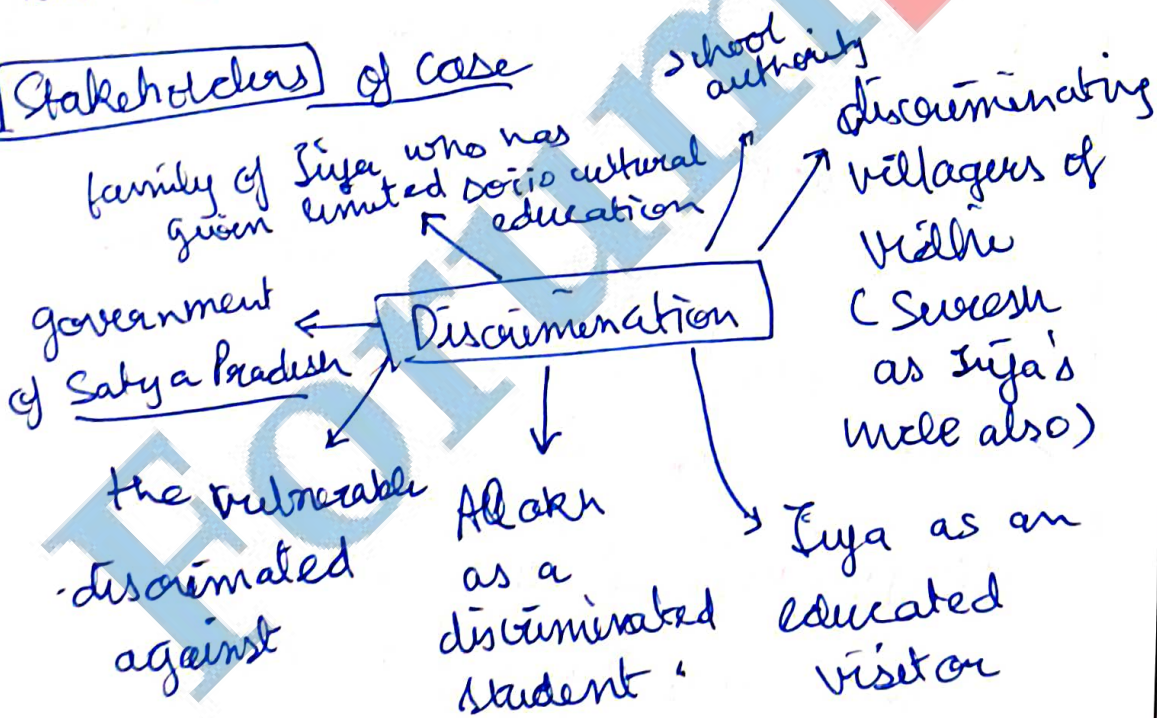 Stakeholders of case
family of Jiya who has
given limited socio cultural
education
school
authority
discriminating
villagers of
vidhi
(Suresh
as Jiya's
uncle also)
government
of Satya Pradesh
Discrimination
the vulnerable
discrimated
against
Alakh
as a
discriminated
student.
Jiya as an
educated
visitor
Forum